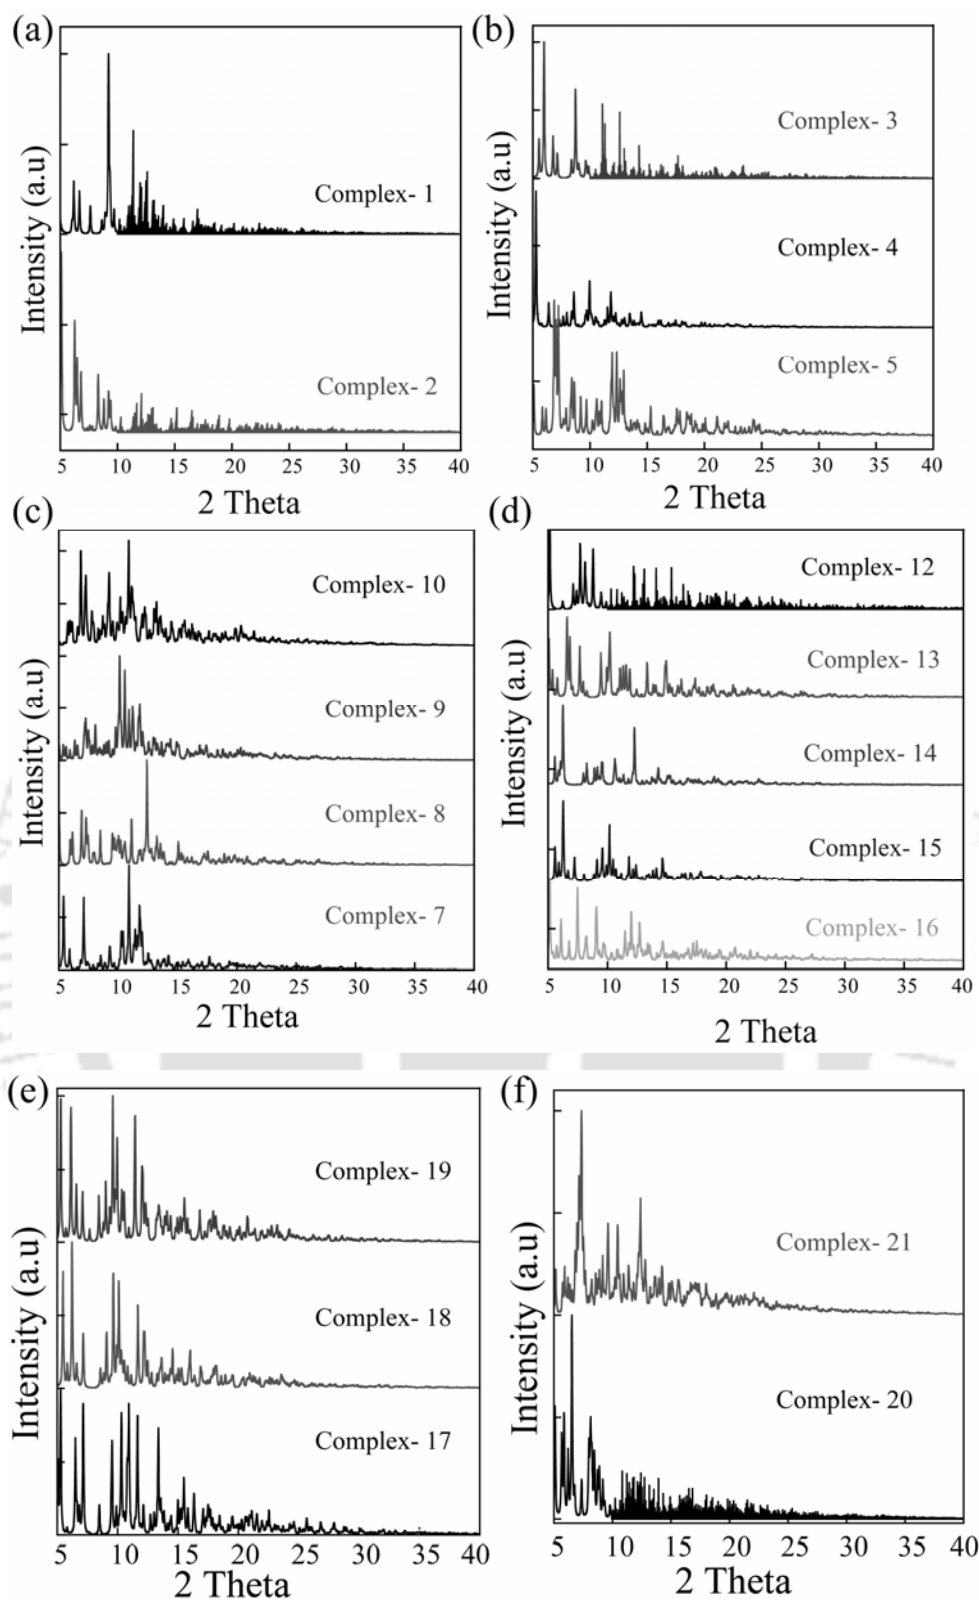 (a)
Intensity (a.u)
Complex- 1
Complex- 2
5 10 15 20 25 30 35 40
2 Theta
(b)
Intensity (a.u)
Complex- 3
Complex- 4
Complex- 5
5 10 15 20 25 30 35 40
2 Theta
(c)
Intensity (a.u)
Complex- 10
Complex- 9
Complex- 8
Complex- 7
5 10 15 20 25 30 35 40
2 Theta
(d)
Intensity (a.u)
Complex- 12
Complex- 13
Complex- 14
Complex- 15
Complex- 16
5 10 15 20 25 30 35 40
2 Theta
(e)
Intensity (a.u)
Complex- 19
Complex- 18
Complex- 17
5 10 15 20 25 30 35 40
2 Theta
(f)
Intensity (a.u)
Complex- 21
Complex- 20
5 10 15 20 25 30 35 40
2 Theta